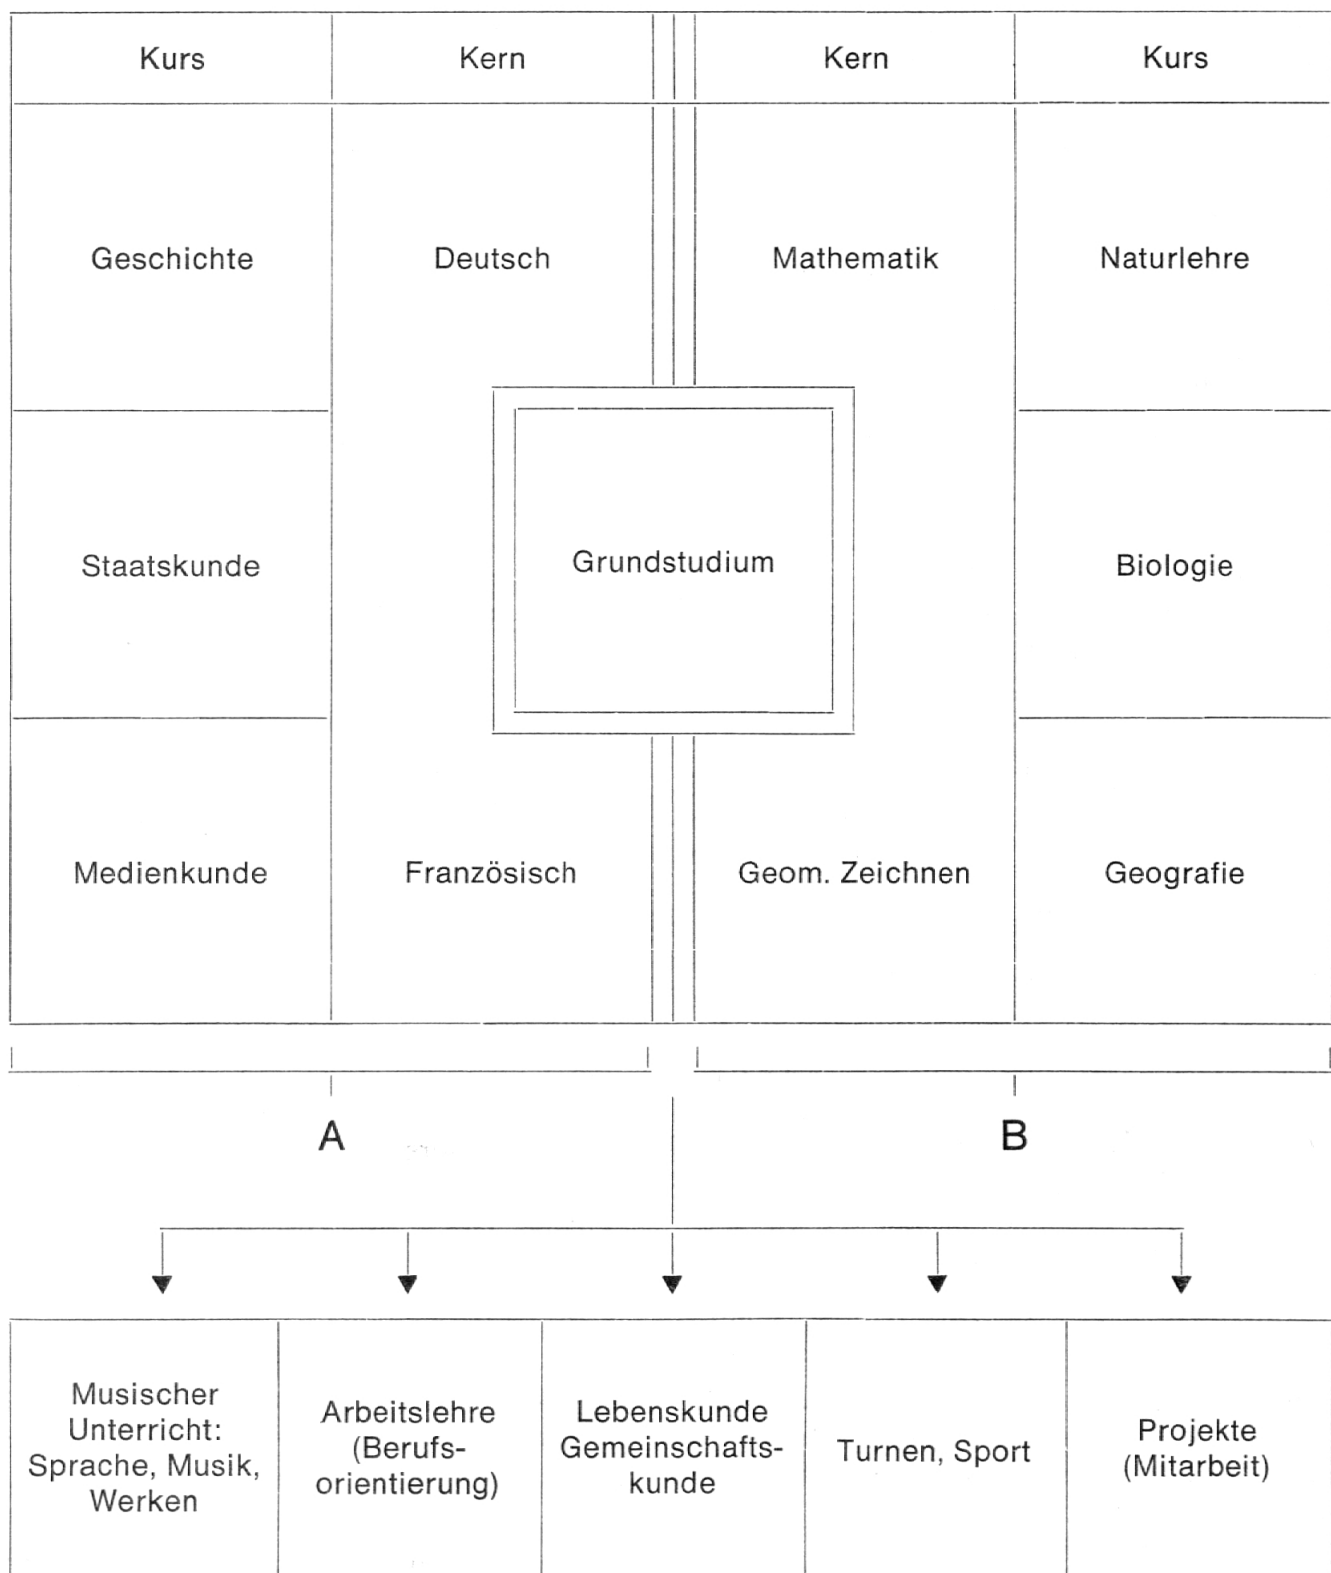 Kurs Kern Kern Kurs
Geschichte Deutsch Mathematik Naturlehre
Grundstudium
Staatskunde Biologie
Medienkunde Französisch Geom. Zeichnen Geografie
A B
Musischer
Unterricht:
Sprache, Musik,
Werken
Arbeitslehre
(Berufs-
orientierung)
Lebenskunde
Gemeinschafts-
kunde
Turnen, Sport
Projekte
(Mitarbeit)